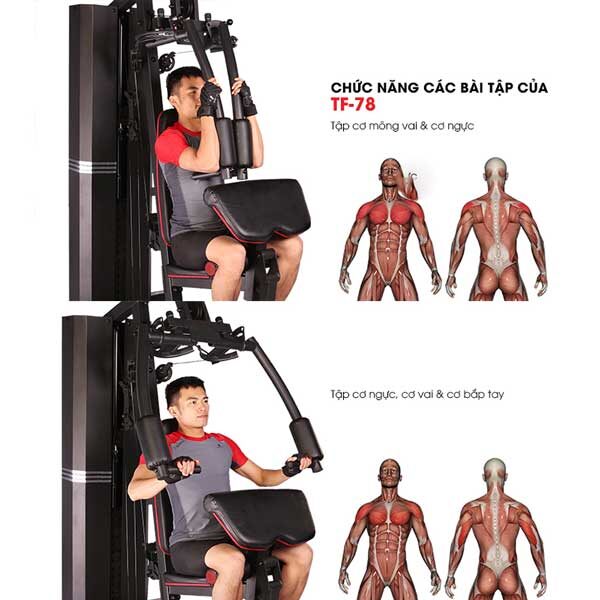 CHỨC NĂNG CÁC BÀI TẬP CỦA
TF-78
Tập cơ mông vai & cơ ngực
Tập cơ ngực, cơ vai & cơ bắp tay